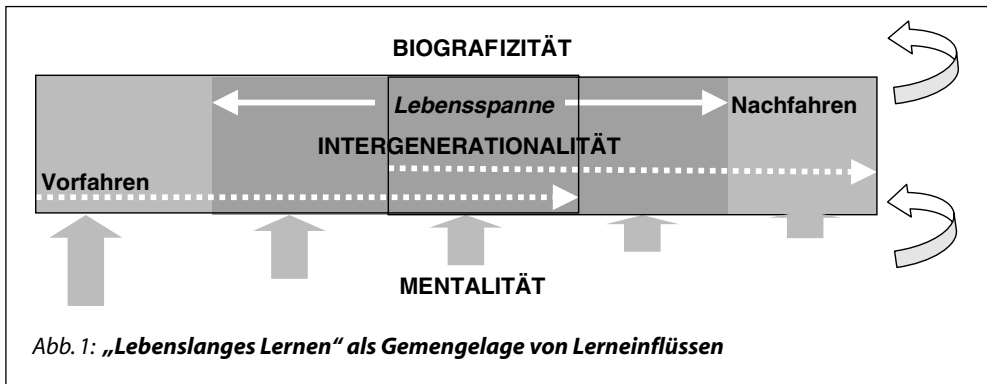 BIOGRAFIZITÄT
Lebensspanne
Nachfahren
INTERGENERATIONALITÄT
Vorfahren
MENTALITÄT
Abb. 1: „Lebenslanges Lernen“ als Gemengelage von Lerneinflüssen